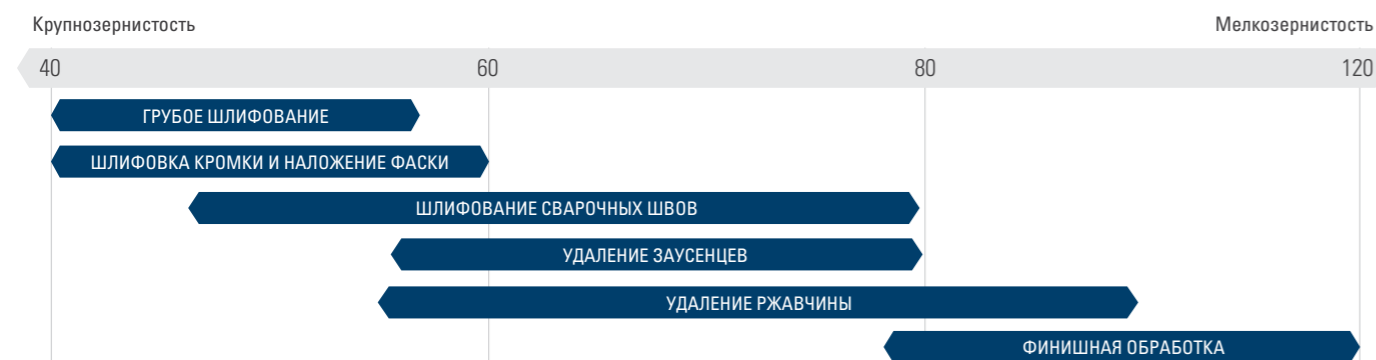 Крупнозернистость Мелкозернистость
40 60 80 120
ГРУБОЕ ШЛИФОВАНИЕ
ШЛИФОВКА КРОМКИ И НАЛОЖЕНИЕ ФАСКИ
ШЛИФОВАНИЕ СВАРОЧНЫХ ШВОВ
УДАЛЕНИЕ ЗАУСЕНЦЕВ
УДАЛЕНИЕ РЖАВЧИНЫ
ФИНИШНАЯ ОБРАБОТКА